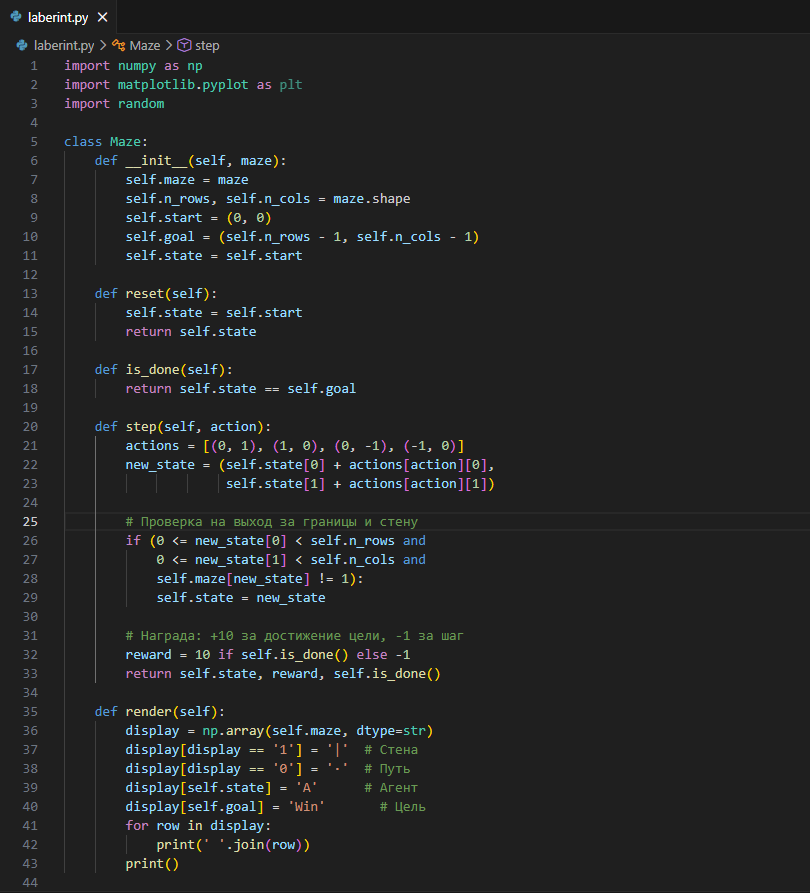 laberint.py
laberint.py > Maze > step
1 import numpy as np
2 import matplotlib.pyplot as plt
3 import random
4
5 class Maze:
6     def __init__(self, maze):
7         self.maze = maze
8         self.n_rows, self.n_cols = maze.shape
9         self.start = (0, 0)
10         self.goal = (self.n_rows - 1, self.n_cols - 1)
11         self.state = self.start
12
13     def reset(self):
14         self.state = self.start
15         return self.state
16
17     def is_done(self):
18         return self.state == self.goal
19
20     def step(self, action):
21         actions = [(0, 1), (1, 0), (0, -1), (-1, 0)]
22         new_state = (self.state[0] + actions[action][0],
23                      self.state[1] + actions[action][1])
24
25         # Проверка на выход за границы и стену
26         if (0 <= new_state[0] < self.n_rows and
27             0 <= new_state[1] < self.n_cols and
28             self.maze[new_state] != 1):
29             self.state = new_state
30
31         # Награда: +10 за достижение цели, -1 за шаг
32         reward = 10 if self.is_done() else -1
33         return self.state, reward, self.is_done()
34
35     def render(self):
36         display = np.array(self.maze, dtype=str)
37         display[display == '1'] = '|'  # Стена
38         display[display == '0'] = '·'  # Путь
39         display[self.state] = 'A'      # Агент
40         display[self.goal] = 'Win'       # Цель
41         for row in display:
42             print(' '.join(row))
43         print()
44